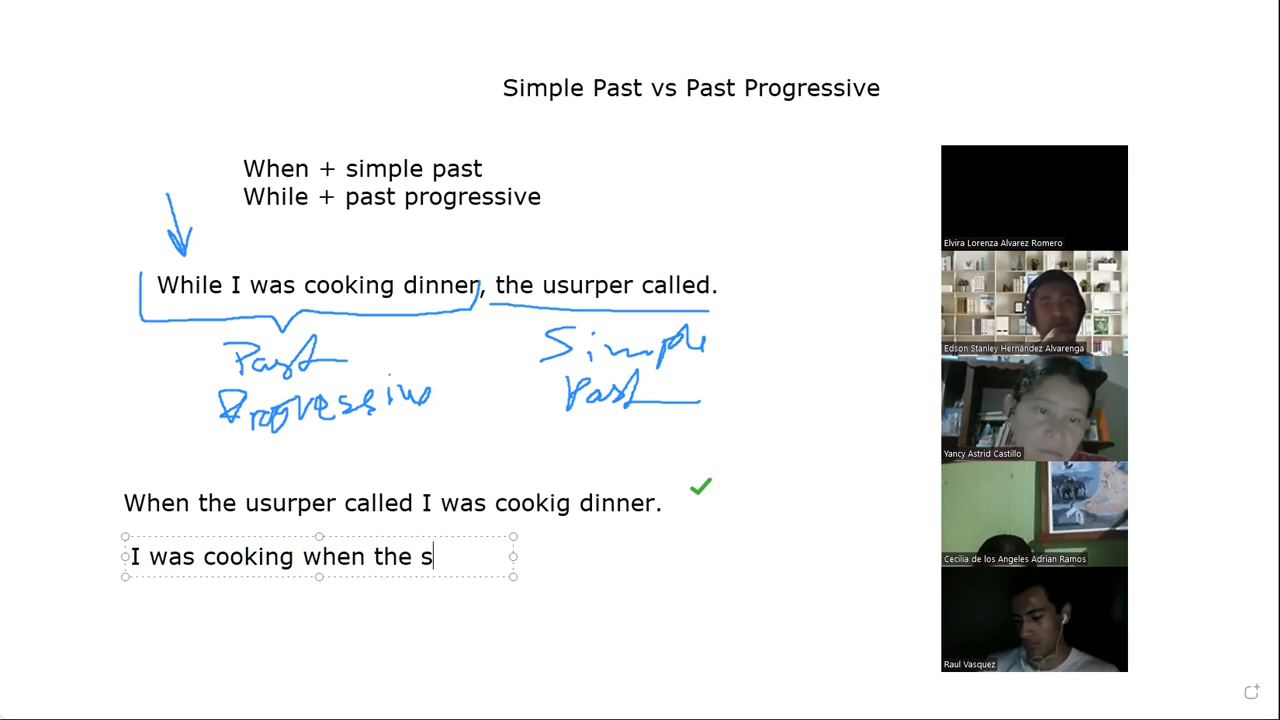 Simple Past vs Past Progressive
When + simple past
While + past progressive
While I was cooking dinner, the usurper called.
Past
Progressive
Simple
Past
When the usurper called I was cookig dinner.
I was cooking when the s
Elvira Lorenza Alvarez Romero
Edson Stanley Hernandez Alvarenga
Yancy Astrid Castillo
Cecilia de los Angeles Adrian Ramos
Raul Vasquez